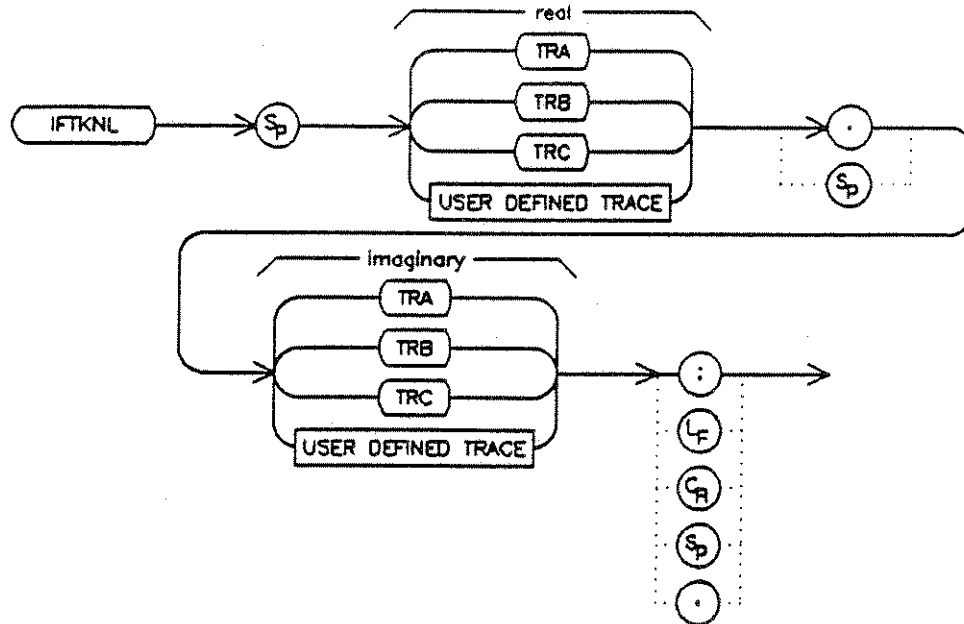 real
TRA
IFTKNL
Sp
TRB
TRC
USER DEFINED TRACE
,
Sp
imaginary
TRA
TRB
TRC
USER DEFINED TRACE
;
LF
CR
Sp
,